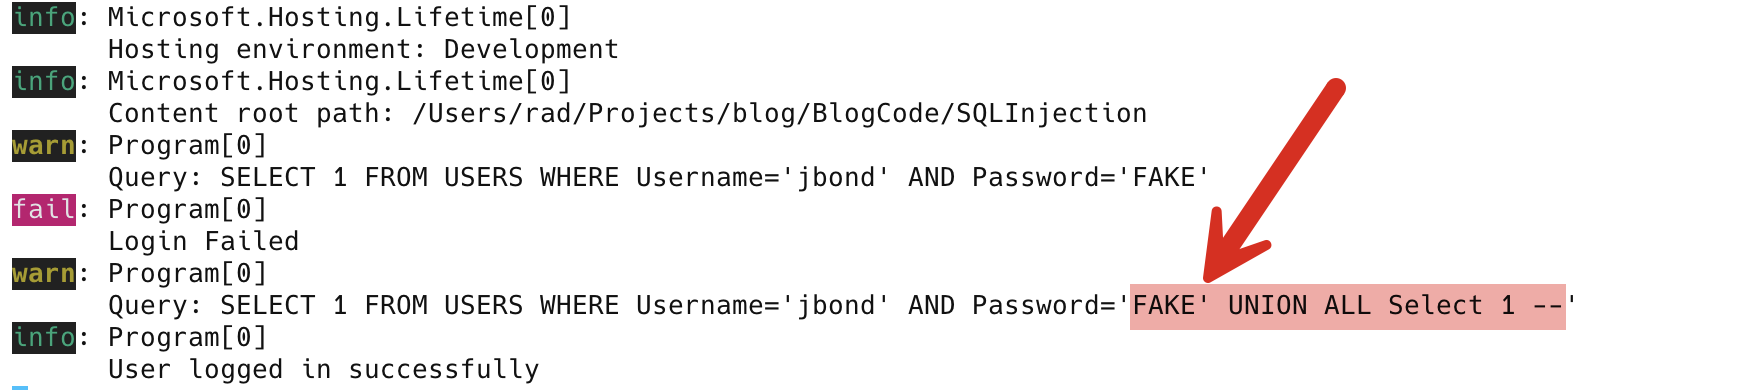 info: Microsoft.Hosting.Lifetime[0]
Hosting environment: Development
info: Microsoft.Hosting.Lifetime[0]
Content root path: /Users/rad/Projects/blog/BlogCode/SQLInjection
warn: Program[0]
Query: SELECT 1 FROM USERS WHERE Username='jbond' AND Password='FAKE'
fail: Program[0]
Login Failed
warn: Program[0]
Query: SELECT 1 FROM USERS WHERE Username='jbond' AND Password='FAKE' UNION ALL Select 1 --'
info: Program[0]
User logged in successfully